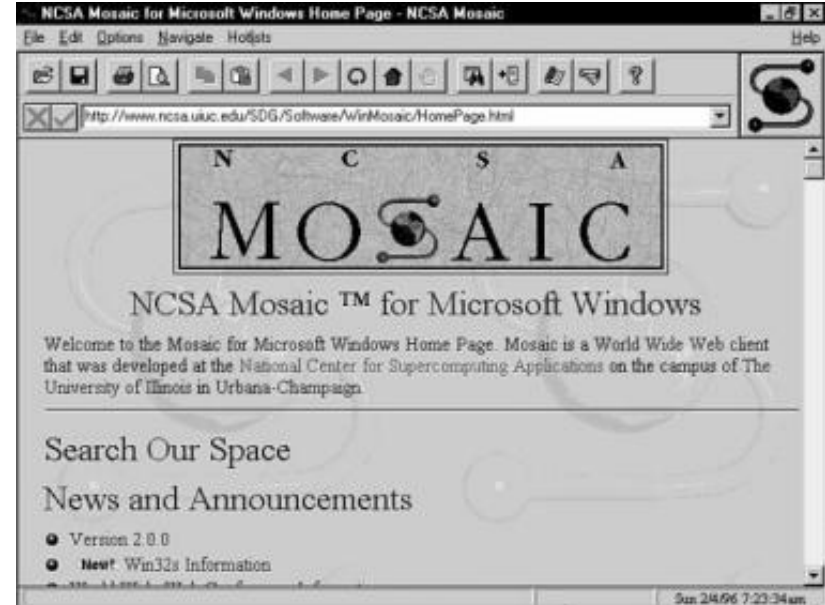 NCSA Mosaic for Microsoft Windows Home Page - NCSA Mosaic
File Edit Options Navigate Hotlists Help
http://www.ncsa.uiuc.edu/SDG/Software/WinMosaic/HomePage.html
N C S A
MOSAIC
NCSA Mosaic ™ for Microsoft Windows
Welcome to the Mosaic for Microsoft Windows Home Page. Mosaic is a World Wide Web client
that was developed at the National Center for Supercomputing Applications on the campus of The
University of Illinois in Urbana-Champaign.
Search Our Space
News and Announcements
Version 2.0.0
New! Win32s Information
Sun 2/4/96 7:23:34am